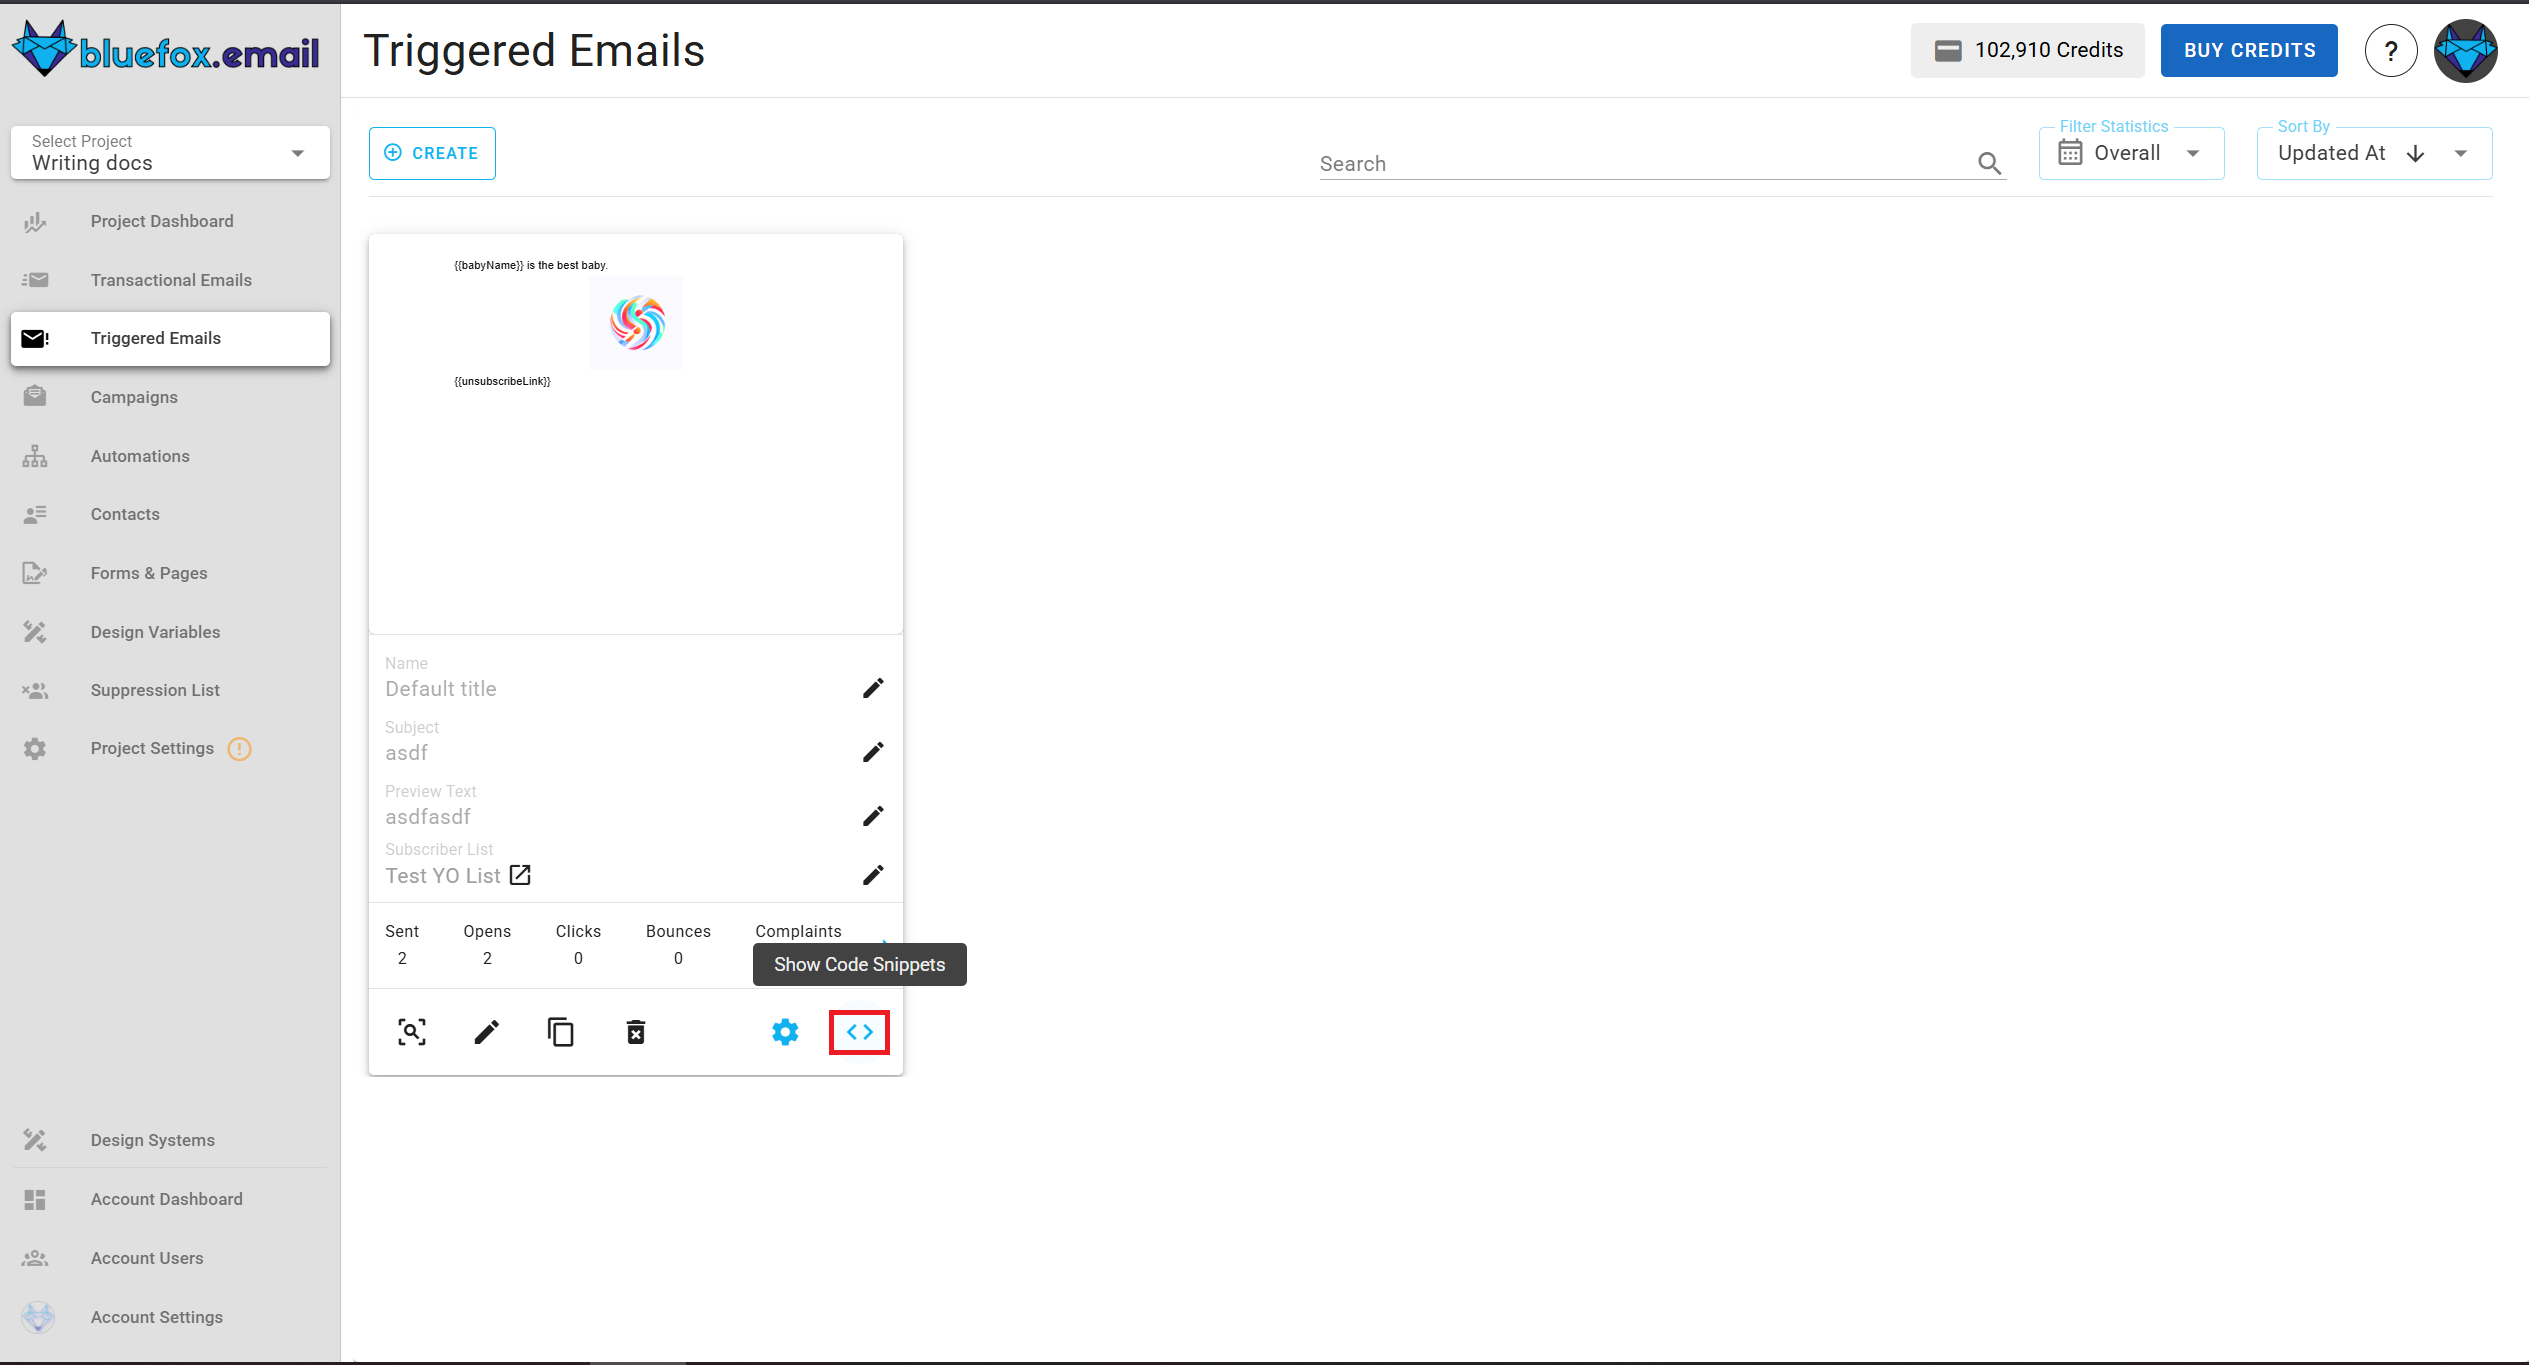 bluefox.email
Triggered Emails
102,910 Credits
BUY CREDITS
?
Select Project
Writing docs
Project Dashboard
Transactional Emails
Triggered Emails
Campaigns
Automations
Contacts
Forms & Pages
Design Variables
Suppression List
Project Settings
Design Systems
Account Dashboard
Account Users
Account Settings
CREATE
Search
Filter Statistics
Overall
Sort By
Updated At
{{babyName}} is the best baby.
{{unsubscribeLink}}
Name
Default title
Subject
asdf
Preview Text
asdfasdf
Subscriber List
Test YO List
Sent Opens Clicks Bounces Complaints
2 2 0 0
Show Code Snippets